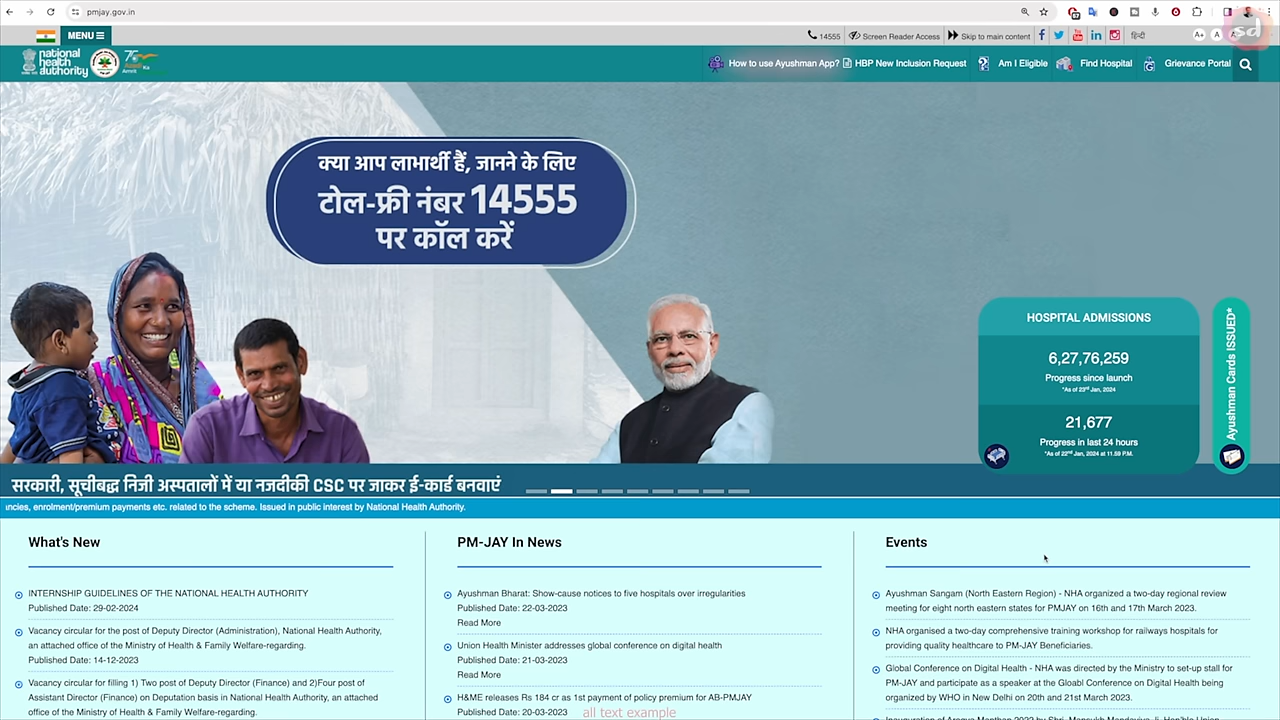 pmjay.gov.in
MENU
14555
Screen Reader Access
Skip to main content
हिन्दी
A+
A
national
health
authority
How to use Ayushman App?
HBP New Inclusion Request
Am I Eligible
Find Hospital
Grievance Portal
sd
क्या आप लाभार्थी हैं, जानने के लिए
टोल-फ्री नंबर 14555
पर कॉल करें
HOSPITAL ADMISSIONS
6,27,76,259
Progress since launch
*As of 23rd Jan, 2024
21,677
Progress in last 24 hours
*As of 22nd Jan, 2024 at 11.59 P.M.
Ayushman Cards ISSUED*
सरकारी, सूचीबद्ध निजी अस्पतालों में या नजदीकी CSC पर जाकर ई-कार्ड बनवाएं
ancies, enrolment/premium payments etc. related to the scheme. Issued in public interest by National Health Authority.
What's New
INTERNSHIP GUIDELINES OF THE NATIONAL HEALTH AUTHORITY
Published Date: 29-02-2024
Vacancy circular for the post of Deputy Director (Administration), National Health Authority,
an attached office of the Ministry of Health & Family Welfare-regarding.
Published Date: 14-12-2023
Vacancy circular for filling 1) Two post of Deputy Director (Finance) and 2)Four post of
Assistant Director (Finance) on Deputation basis in National Health Authority, an attached
office of the Ministry of Health & Family Welfare-regarding.
PM-JAY In News
Ayushman Bharat: Show-cause notices to five hospitals over irregularities
Published Date: 22-03-2023
Read More
Union Health Minister addresses global conference on digital health
Published Date: 21-03-2023
Read More
H&ME releases Rs 184 cr as 1st payment of policy premium for AB-PMJAY
Published Date: 20-03-2023
Events
Ayushman Sangam (North Eastern Region) - NHA organized a two-day regional review
meeting for eight north eastern states for PMJAY on 16th and 17th March 2023.
NHA organised a two-day comprehensive training workshop for railways hospitals for
providing quality healthcare to PM-JAY Beneficiaries.
Global Conference on Digital Health - NHA was directed by the Ministry to set-up stall for
PM-JAY and participate as a speaker at the Gloabl Conference on Digital Health being
organized by WHO in New Delhi on 20th and 21st March 2023.
all text example